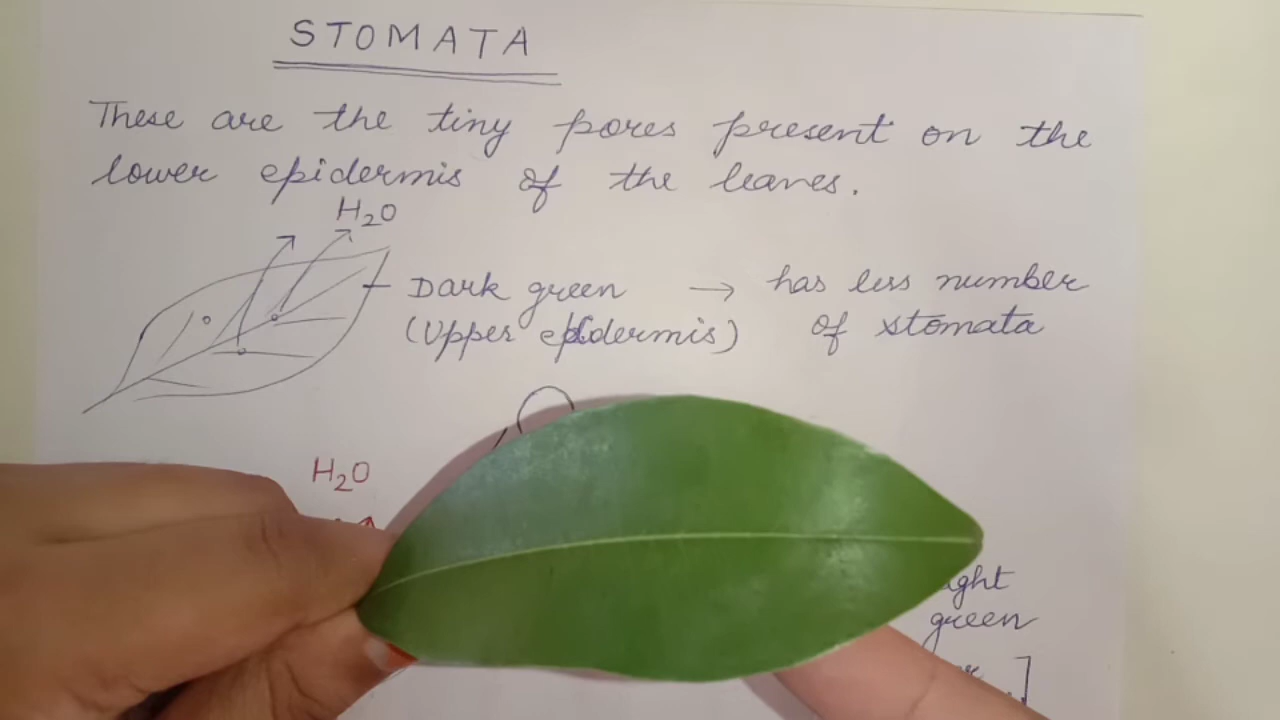 STOMATA
These are the tiny pores present on the
lower epidermis of the leaves.
H₂O
Dark green → has less number
(Upper epidermis) of stomata
H₂O
green